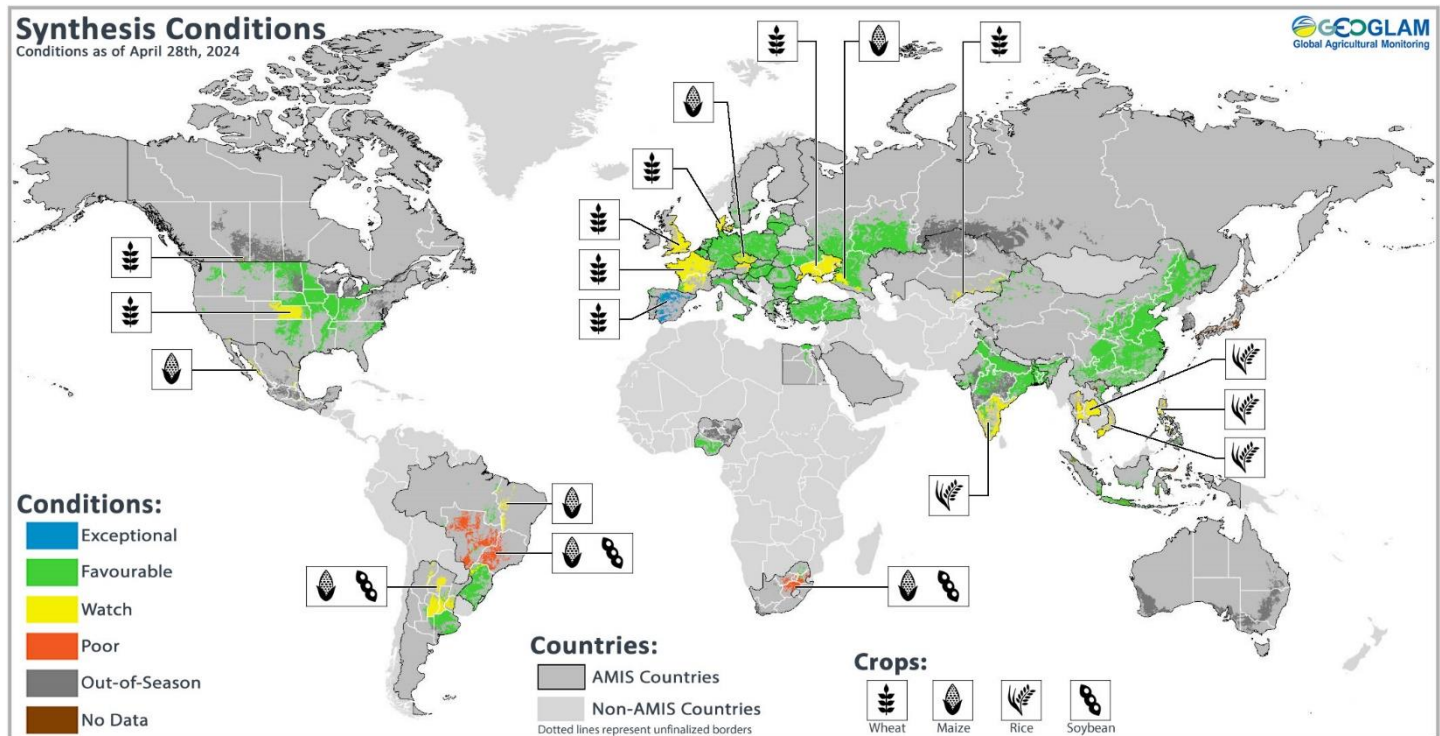 Synthesis Conditions
Conditions as of April 28th, 2024
GEOGLAM
Global Agricultural Monitoring
Conditions:
Exceptional
Favourable
Watch
Poor
Out-of-Season
No Data
Countries:
AMIS Countries
Non-AMIS Countries
Dotted lines represent unfinalized borders
Crops:
Wheat Maize Rice Soybean